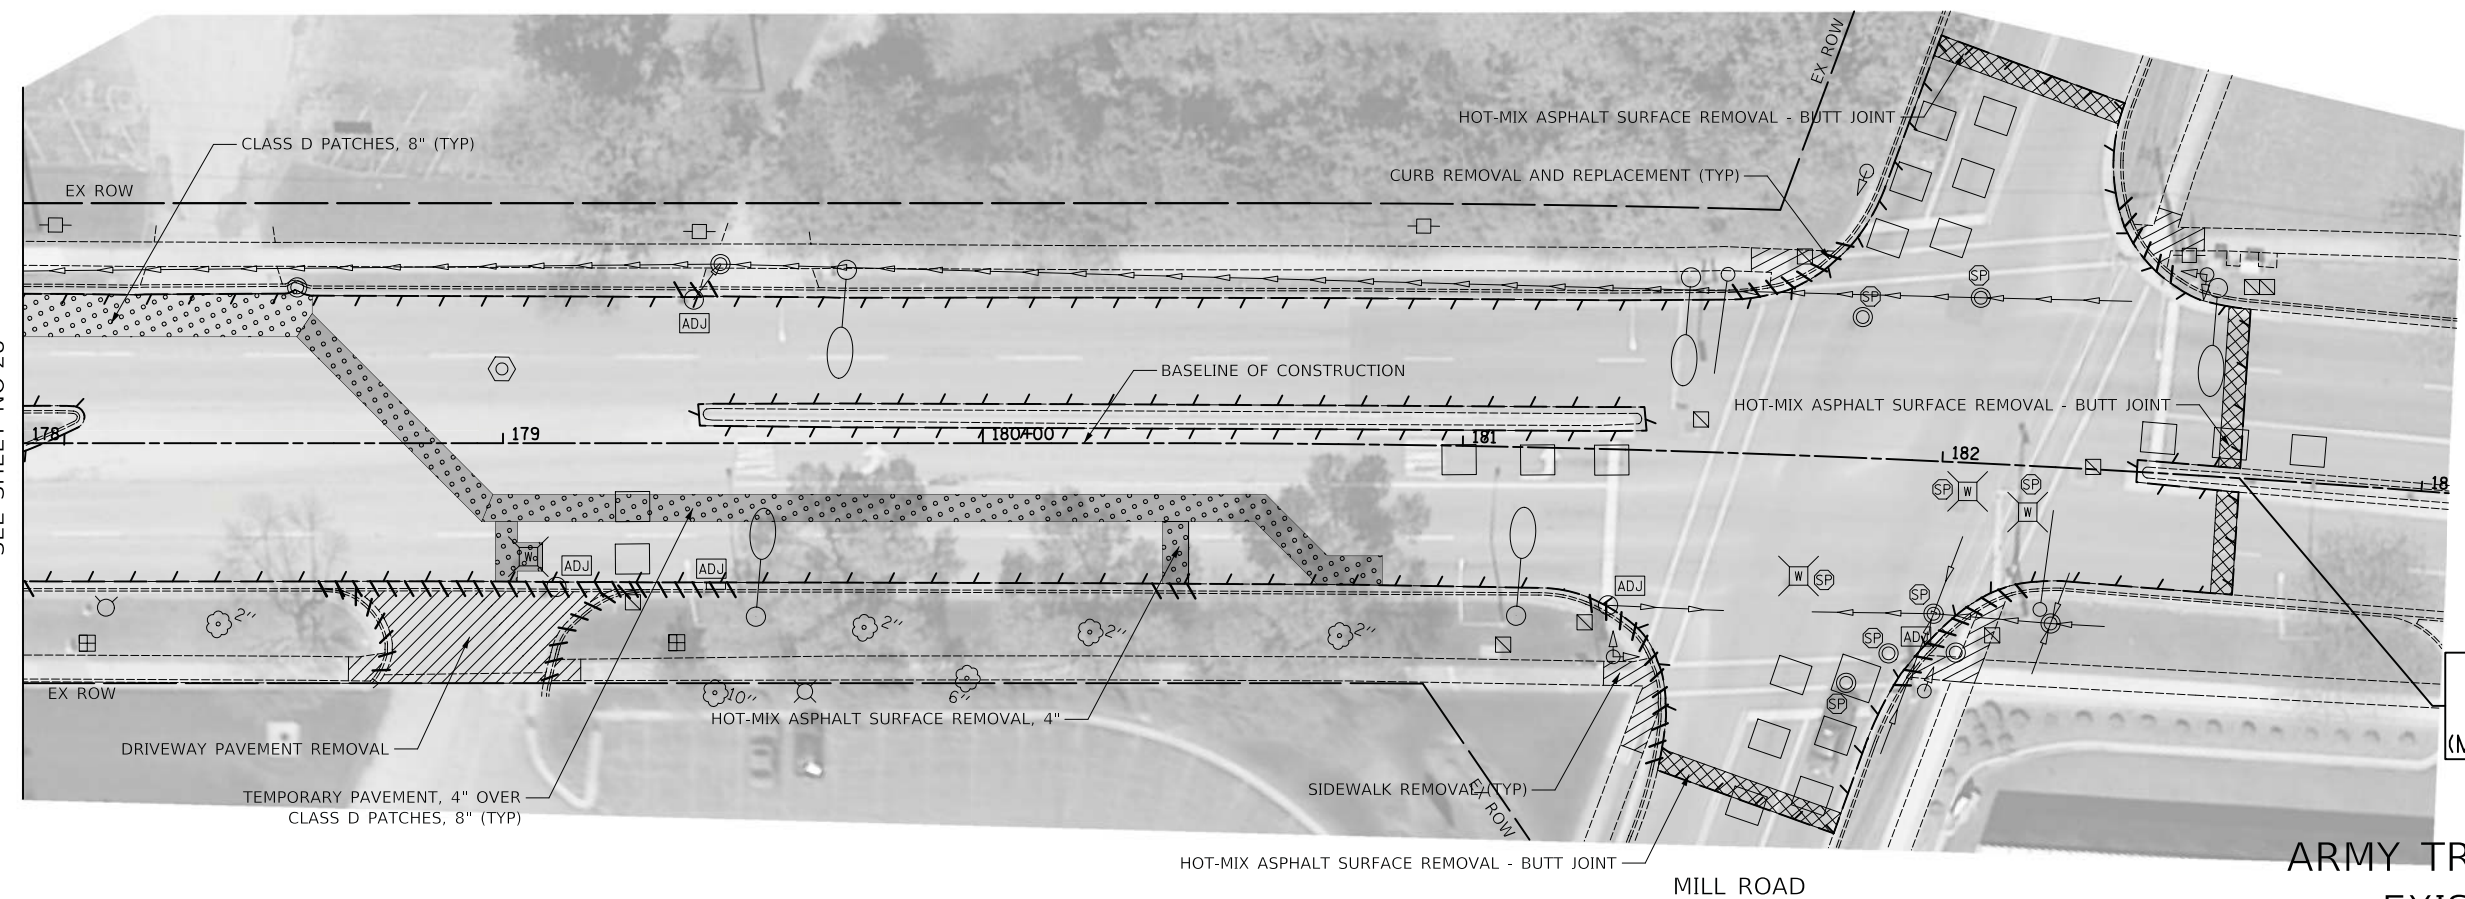 EX ROW
HOT-MIX ASPHALT SURFACE REMOVAL - BUTT JOINT
CLASS D PATCHES, 8" (TYP)
CURB REMOVAL AND REPLACEMENT (TYP)
EX ROW
SP
SP
ADJ
BASELINE OF CONSTRUCTION
HOT-MIX ASPHALT SURFACE REMOVAL - BUTT JOINT
178
179
180+00
181
182
18
SP
W
SP
W
W
ADJ
ADJ
W
SP
ADJ
SP
SP
ADJ
2"
2"
2"
2"
EX ROW
10"
6"
SP
HOT-MIX ASPHALT SURFACE REMOVAL, 4"
DRIVEWAY PAVEMENT REMOVAL
TEMPORARY PAVEMENT, 4" OVER
CLASS D PATCHES, 8" (TYP)
SIDEWALK REMOVAL (TYP)
EX ROW
(M
HOT-MIX ASPHALT SURFACE REMOVAL - BUTT JOINT
MILL ROAD
ARMY TR